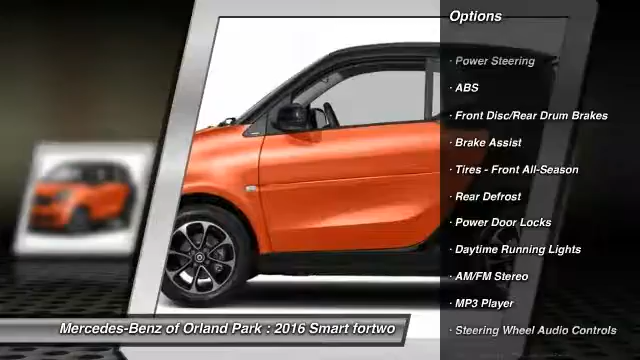 Options
· Power Steering
· ABS
· Front Disc/Rear Drum Brakes
· Brake Assist
· Tires - Front All-Season
· Rear Defrost
· Power Door Locks
· Daytime Running Lights
· AM/FM Stereo
· MP3 Player
· Steering Wheel Audio Controls
Mercedes-Benz of Orland Park : 2016 Smart fortwo